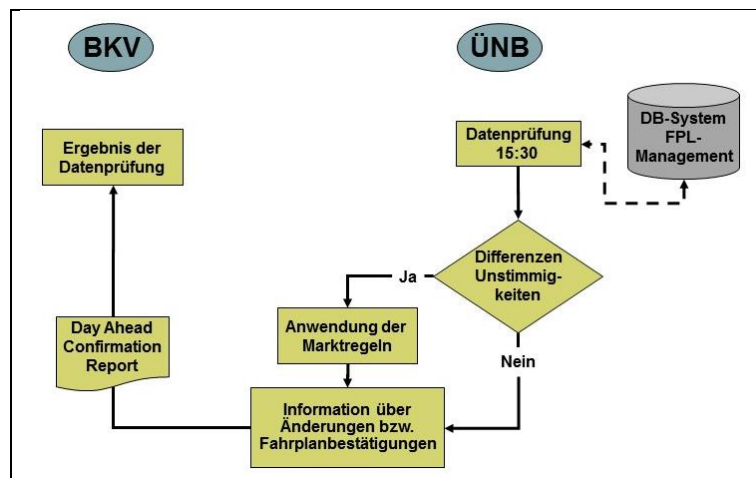 BKV
ÜNB
Datenprüfung
15:30
DB-System
FPL-
Management
Ergebnis der
Datenprüfung
Differenzen
Unstimmig-
keiten
Ja
Day Ahead
Confirmation
Report
Anwendung der
Marktregeln
Nein
Information über
Änderungen bzw.
Fahrplanbestätigungen